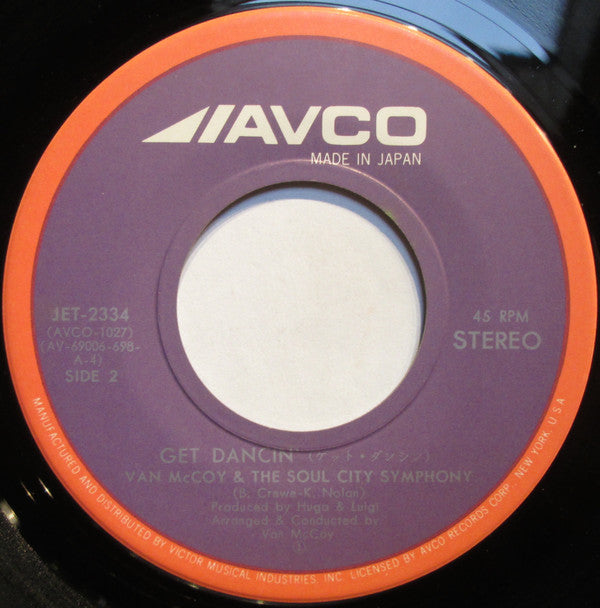 AVCO
MADE IN JAPAN
JET-2334
(AVCO-1027)
(AV-69006-698-
A-4)
SIDE 2
45 RPM
STEREO
GET DANCIN' (ゲット・ダンシン)
VAN McCOY & THE SOUL CITY SYMPHONY
(B. Crewe-K. Nolan)
Produced by Hugo & Luigi
Arranged & Conducted by
Van McCoy
①
MANUFACTURED AND DISTRIBUTED BY VICTOR MUSICAL INDUSTRIES, INC. LICENSED BY AVCO RECORDS CORP., NEW YORK, U.S.A.